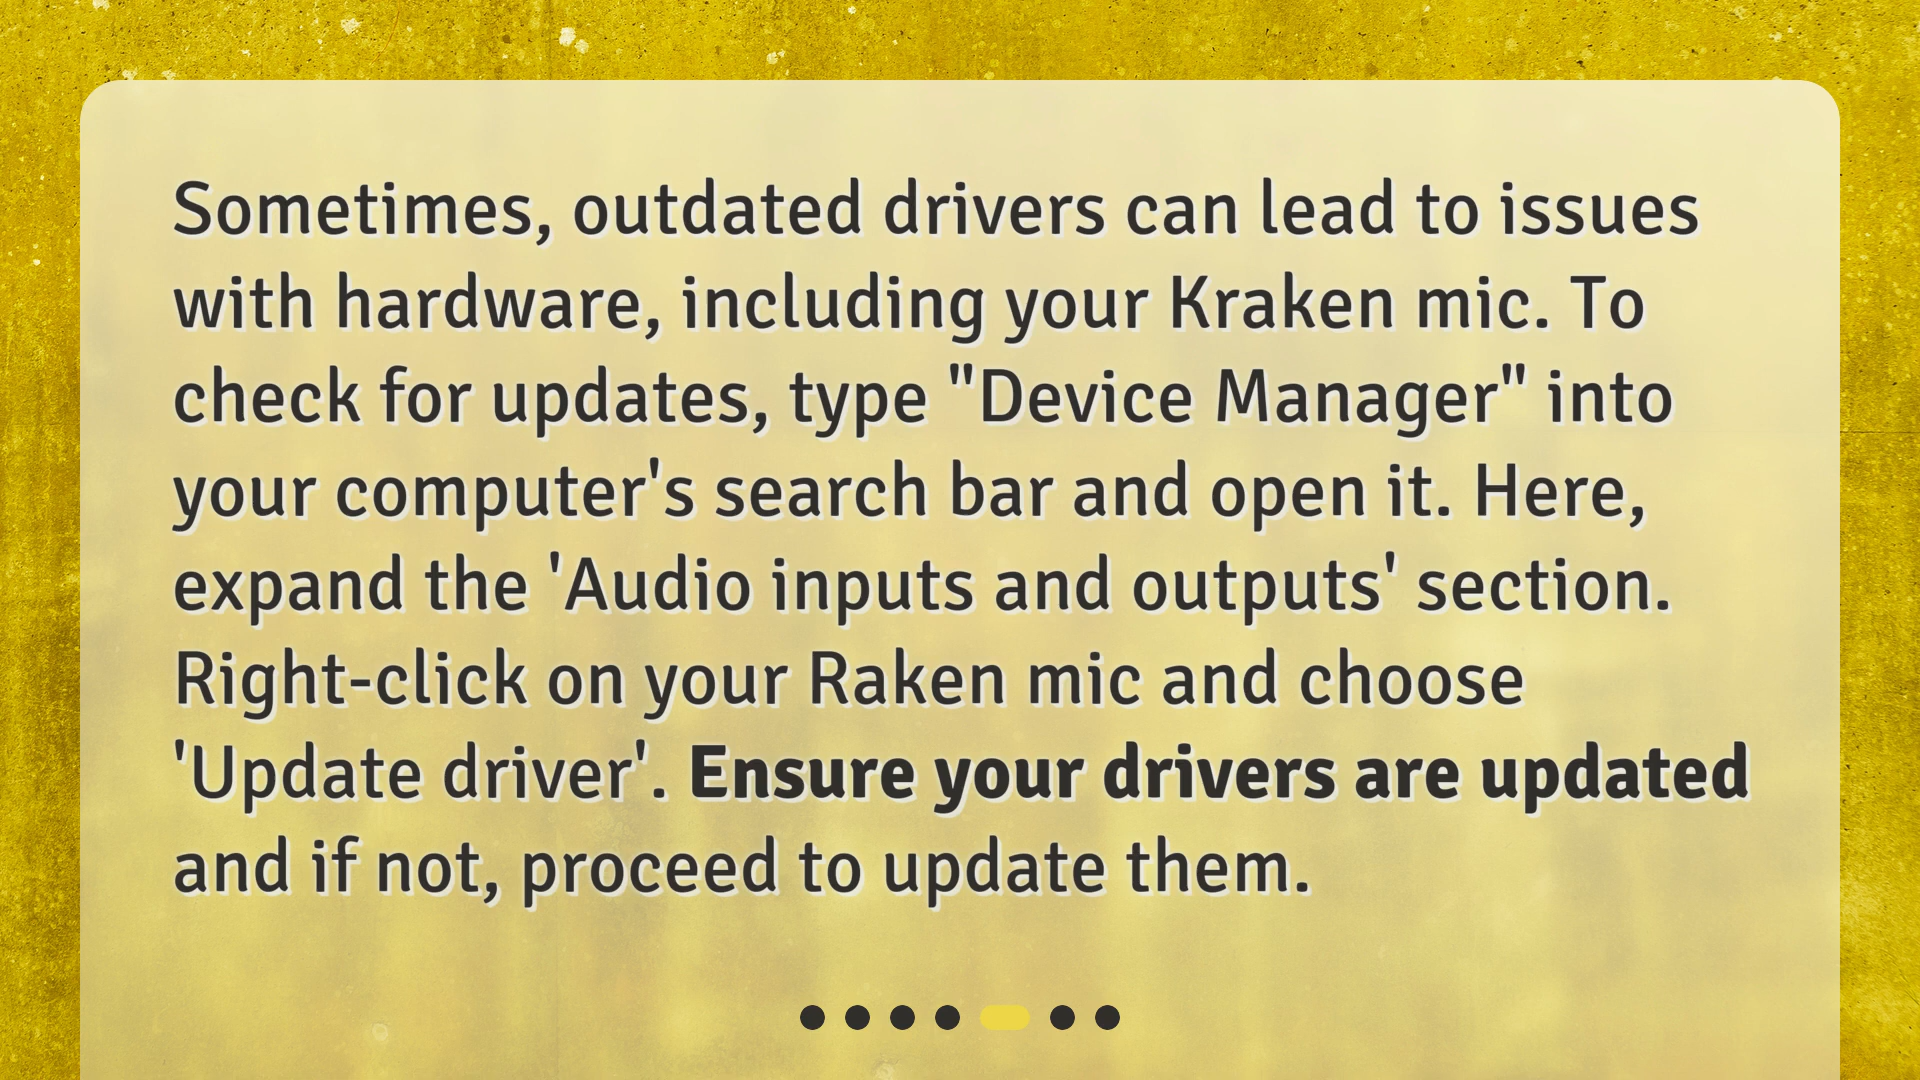 Sometimes, outdated drivers can lead to issues
with hardware, including your Kraken mic. To
check for updates, type "Device Manager" into
your computer's search bar and open it. Here,
expand the 'Audio inputs and outputs' section.
Right-click on your Raken mic and choose
'Update driver'. Ensure your drivers are updated
and if not, proceed to update them.